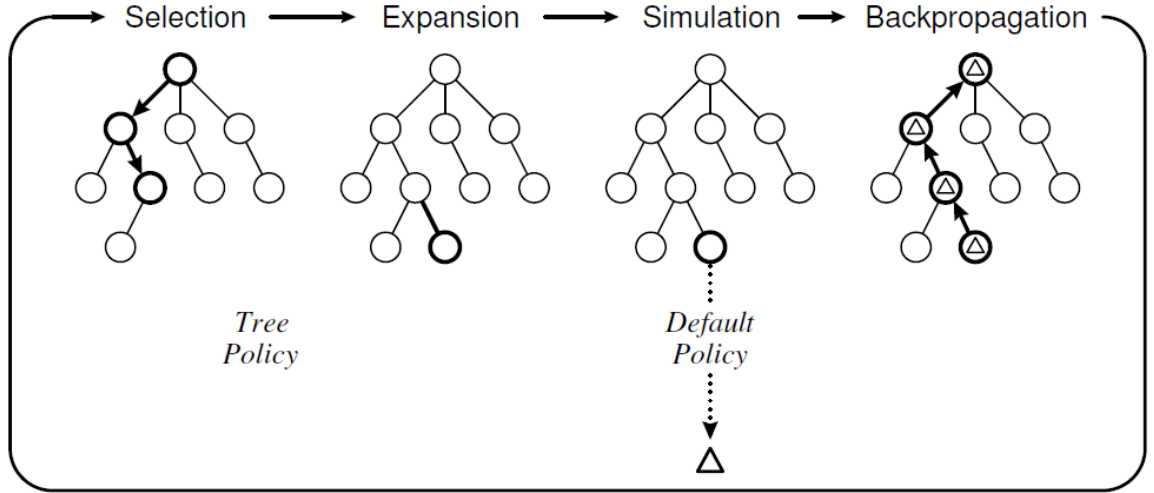 Selection
Expansion
Simulation
Backpropagation
Tree
Policy
Default
Policy